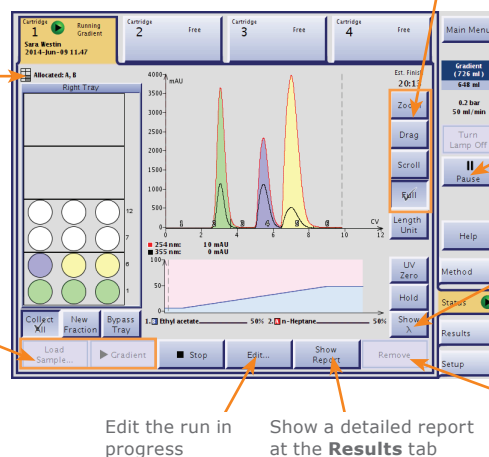 Cartridge
1
Running
Gradient
Sara Westin
2014-Jun-09 11.47
Cartridge
2
Free
Cartridge
3
Free
Cartridge
4
Free
Main Menu
Allocated: A, B
Right Tray
12
7
6
1
4000
mAU
3500
3000
2500
2000
1500
1000
500
0
0 2 4 6 8 10 12
CV
254 nm: 10 mAU
355 nm: 0 mAU
100
%
50
0
1. Ethyl acetate 50% 2. n-Heptane 50%
Est. Finish
20:13
Zoom
Drag
Scroll
Full
Length
Unit
UV
Zero
Hold
Show
λ
Gradient
(726 ml)
648 ml
0.2 bar
50 ml/min
Turn
Lamp Off
Pause
Help
Method
Status
Results
Setup
Collect
All
New
Fraction
Bypass
Tray
Load
Sample...
Gradient
Stop
Edit...
Show
Report
Remove
Edit the run in
progress
Show a detailed report
at the Results tab